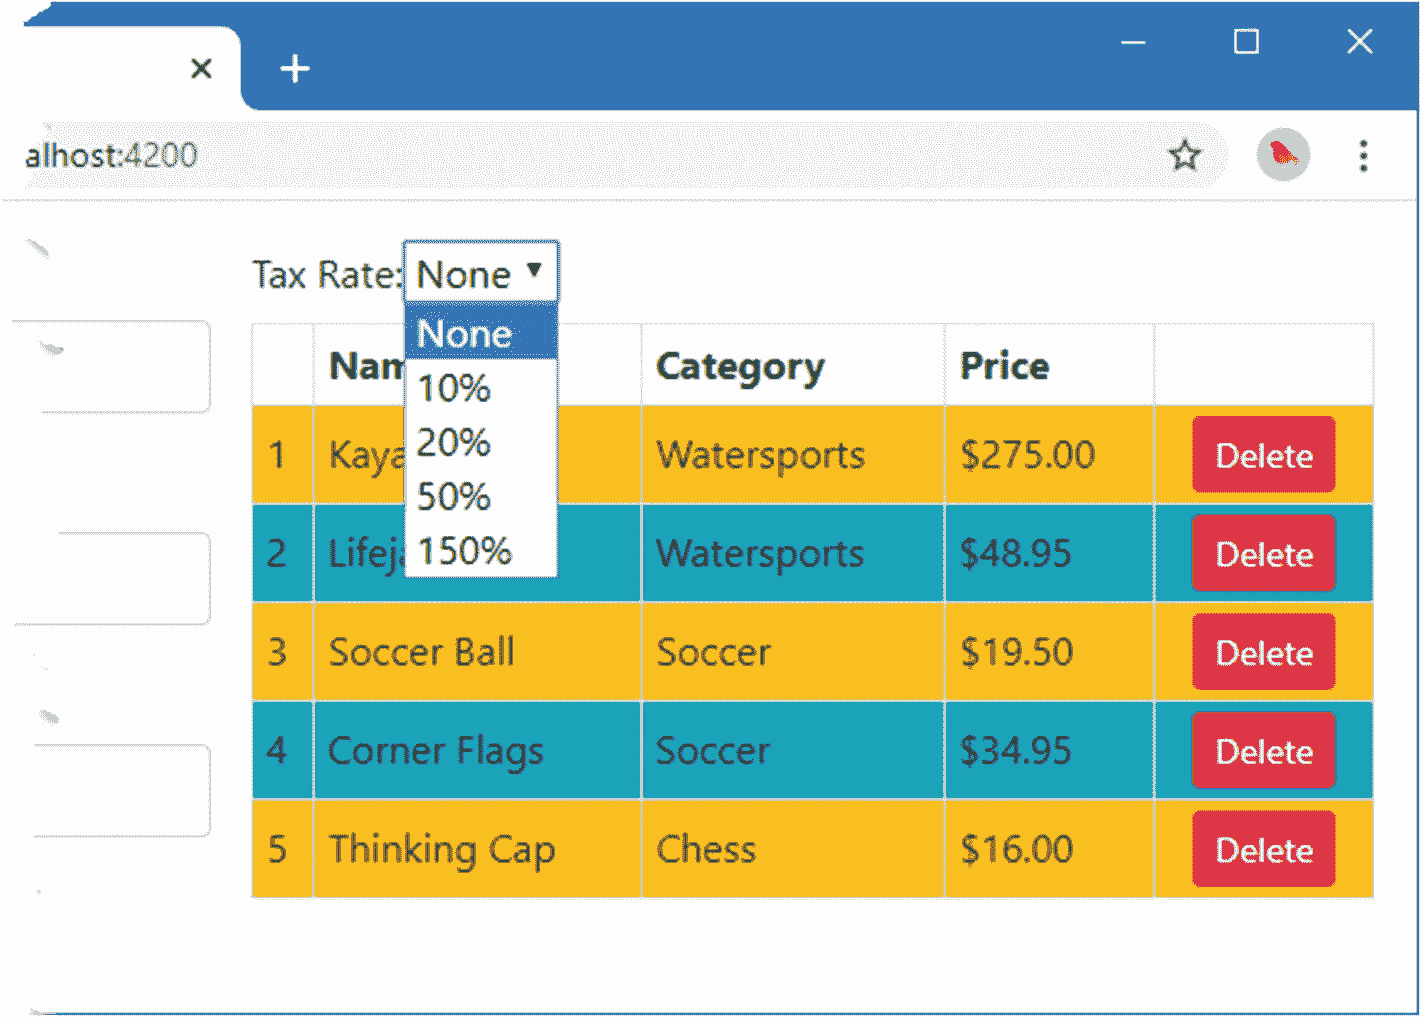 alhost:4200
Tax Rate: None
None
10%
20%
50%
150%
Nam Category Price
1 Kaya Watersports $275.00 Delete
2 Lifeja Watersports $48.95 Delete
3 Soccer Ball Soccer $19.50 Delete
4 Corner Flags Soccer $34.95 Delete
5 Thinking Cap Chess $16.00 Delete